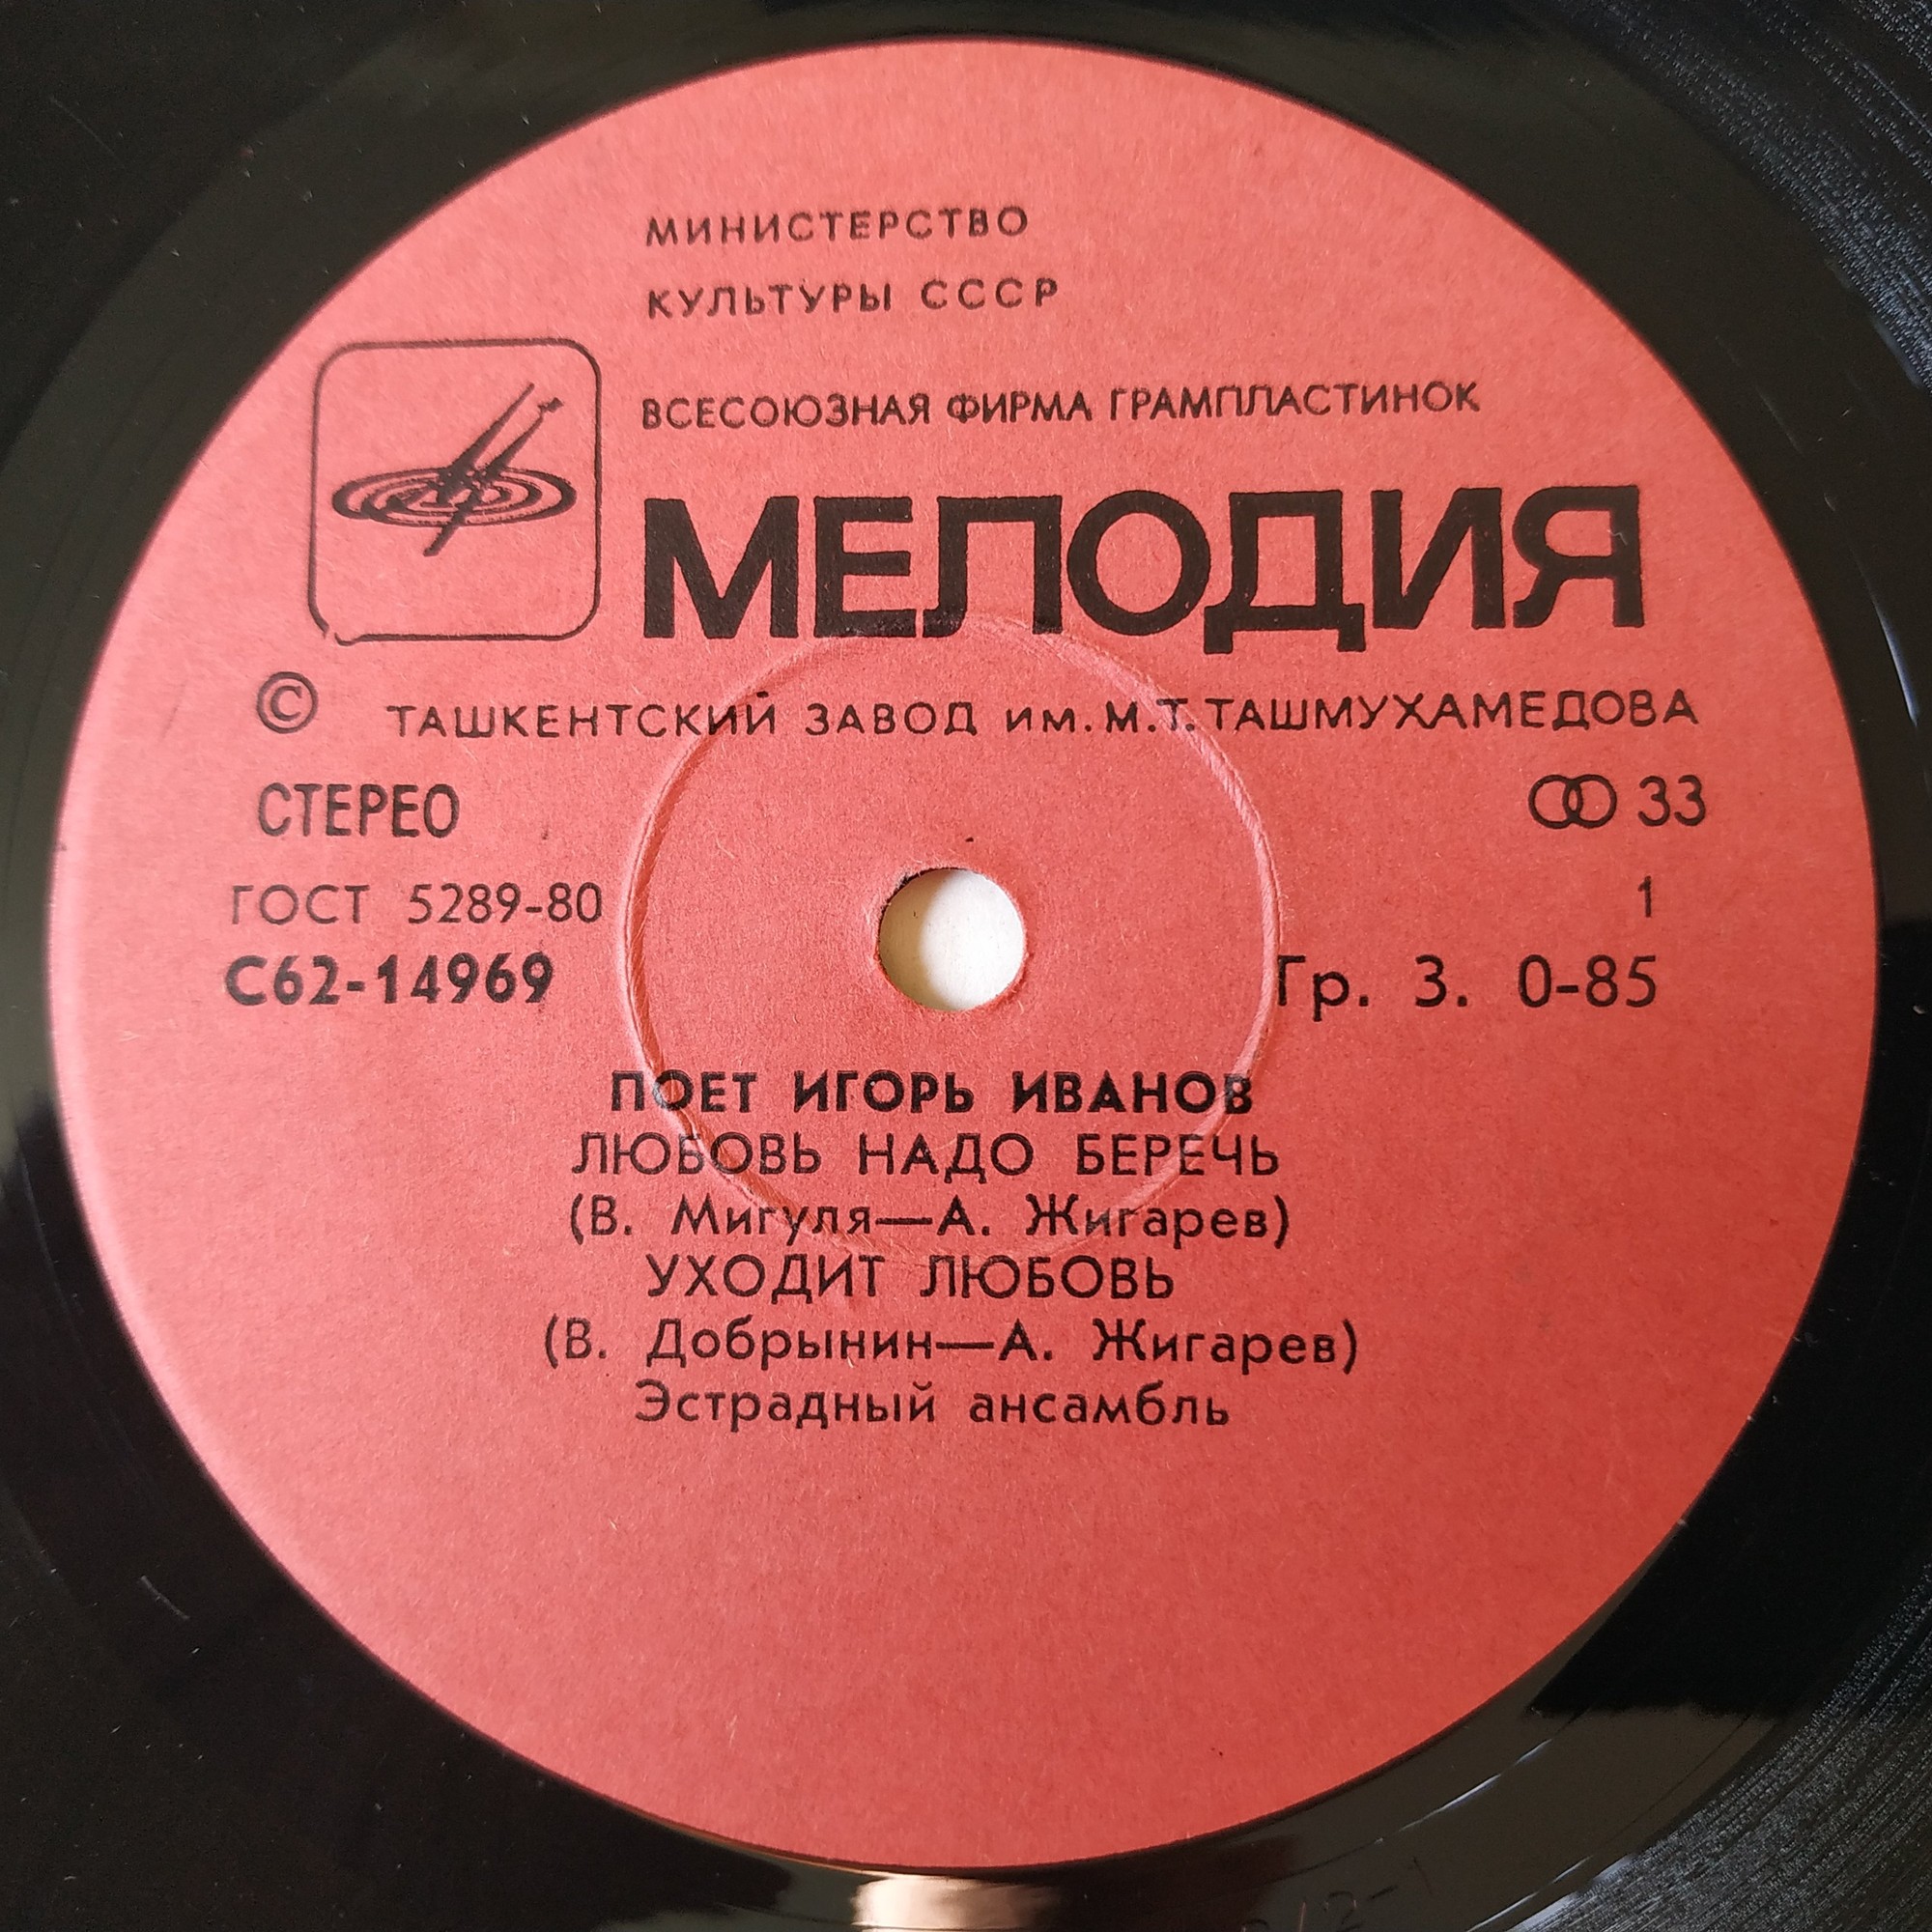 МИНИСТЕРСТВО
КУЛЬТУРЫ СССР
ВСЕСОЮЗНАЯ ФИРМА ГРАМПЛАСТИНОК
МЕЛОДИЯ
© ТАШКЕНТСКИЙ ЗАВОД им. М.Т. ТАШМУХАМЕДОВА
СТЕРЕО 33
ГОСТ 5289-80 1
С62-14969 Гр. 3. 0-85
ПОЕТ ИГОРЬ ИВАНОВ
ЛЮБОВЬ НАДО БЕРЕЧЬ
(В. Мигуля—А. Жигарев)
УХОДИТ ЛЮБОВЬ
(В. Добрынин—А. Жигарев)
Эстрадный ансамбль